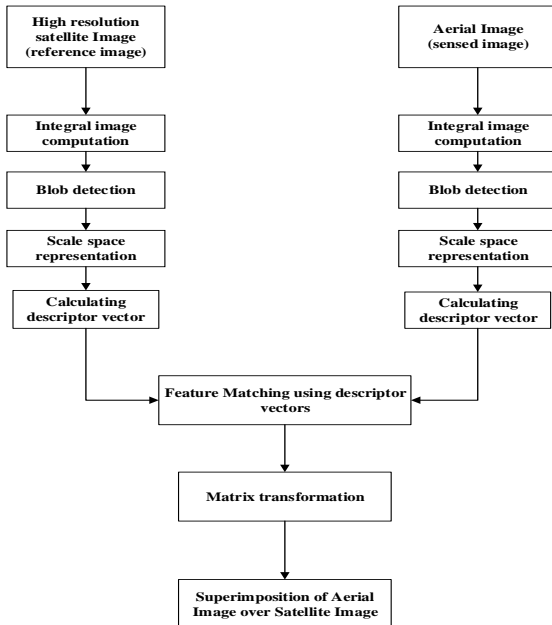 High resolution
satellite Image
(reference image)
Integral image
computation
Blob detection
Scale space
representation
Calculating
descriptor vector
Aerial Image
(sensed image)
Integral image
computation
Blob detection
Scale space
representation
Calculating
descriptor vector
Feature Matching using descriptor
vectors
Matrix transformation
Superimposition of Aerial
Image over Satellite Image